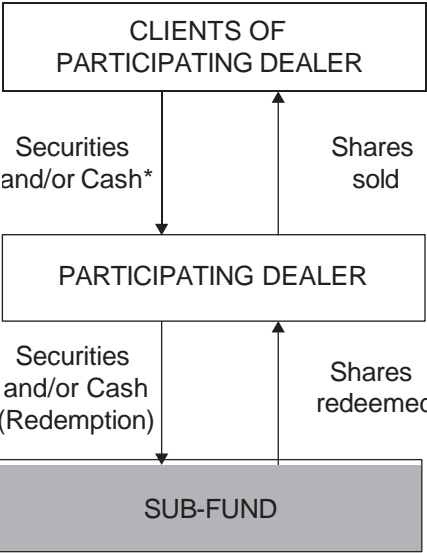 CLIENTS OF
PARTICIPATING DEALER
Securities
and/or Cash*
Shares
sold
PARTICIPATING DEALER
Securities
and/or Cash
(Redemption)
Shares
redeemed
SUB-FUND